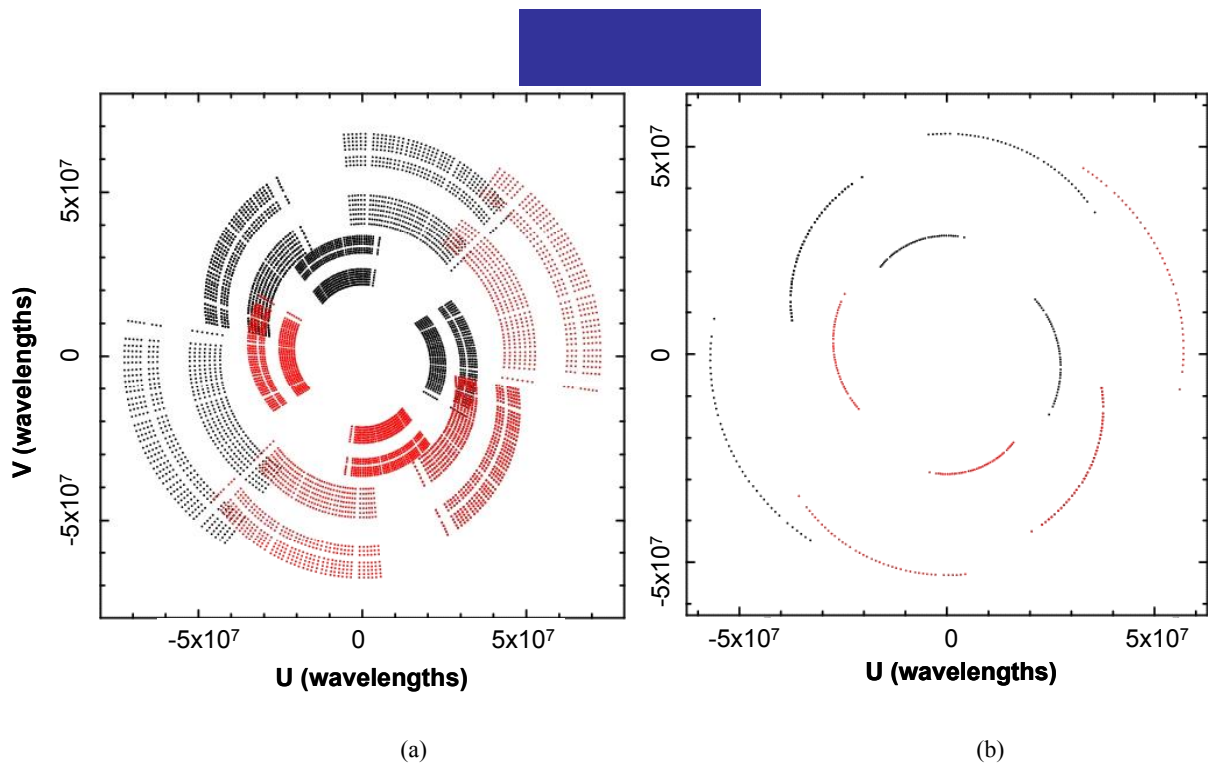 5x10⁷
0
-5x10⁷
V (wavelengths)
-5x10⁷ 0 5x10⁷
U (wavelengths)
(a)
5x10⁷
0
-5x10⁷
-5x10⁷ 0 5x10⁷
U (wavelengths)
(b)